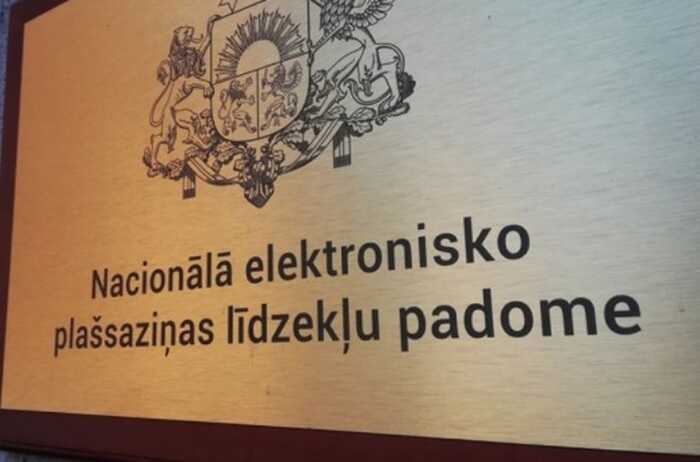 Nacionālā elektronisko
plašsaziņas līdzekļu padome